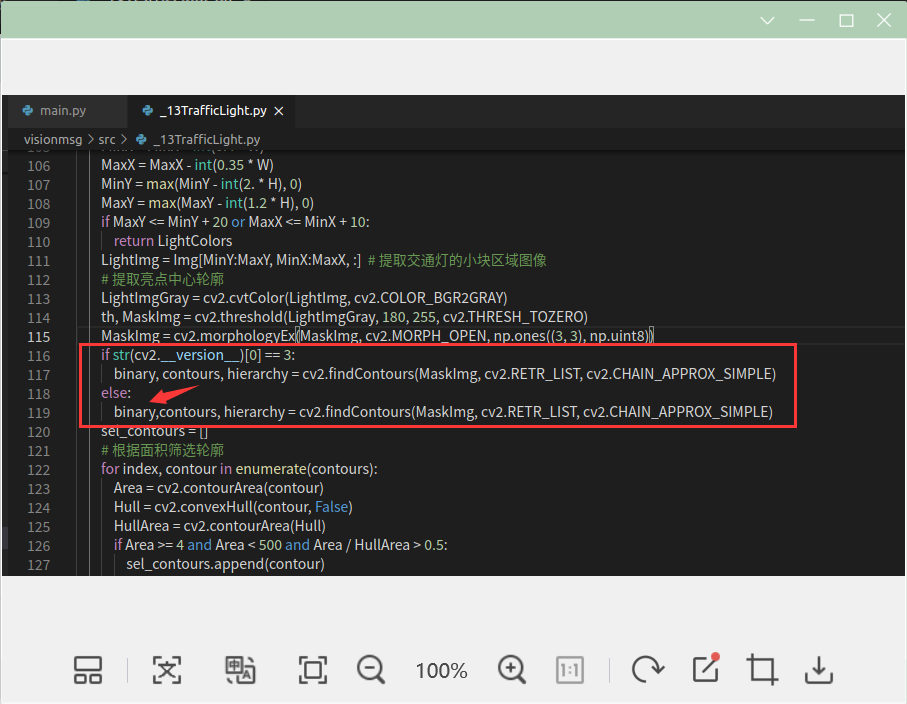 main.py
_13TrafficLight.py
visionmsg > src > _13TrafficLight.py
106 MaxX = MaxX - int(0.35 * W)
107 MinY = max(MinY - int(2. * H), 0)
108 MaxY = max(MaxY - int(1.2 * H), 0)
109 if MaxY <= MinY + 20 or MaxX <= MinX + 10:
110 return LightColors
111 LightImg = Img[MinY:MaxY, MinX:MaxX, :] # 提取交通灯的小块区域图像
112 # 提取亮点中心轮廓
113 LightImgGray = cv2.cvtColor(LightImg, cv2.COLOR_BGR2GRAY)
114 th, MaskImg = cv2.threshold(LightImgGray, 180, 255, cv2.THRESH_TOZERO)
115 MaskImg = cv2.morphologyEx(MaskImg, cv2.MORPH_OPEN, np.ones((3, 3), np.uint8))
116 if str(cv2.__version__)[0] == 3:
117 binary, contours, hierarchy = cv2.findContours(MaskImg, cv2.RETR_LIST, cv2.CHAIN_APPROX_SIMPLE)
118 else:
119 binary,contours, hierarchy = cv2.findContours(MaskImg, cv2.RETR_LIST, cv2.CHAIN_APPROX_SIMPLE)
120 sel_contours = []
121 # 根据面积筛选轮廓
122 for index, contour in enumerate(contours):
123 Area = cv2.contourArea(contour)
124 Hull = cv2.convexHull(contour, False)
125 HullArea = cv2.contourArea(Hull)
126 if Area >= 4 and Area < 500 and Area / HullArea > 0.5:
127 sel_contours.append(contour)
100%
1:1